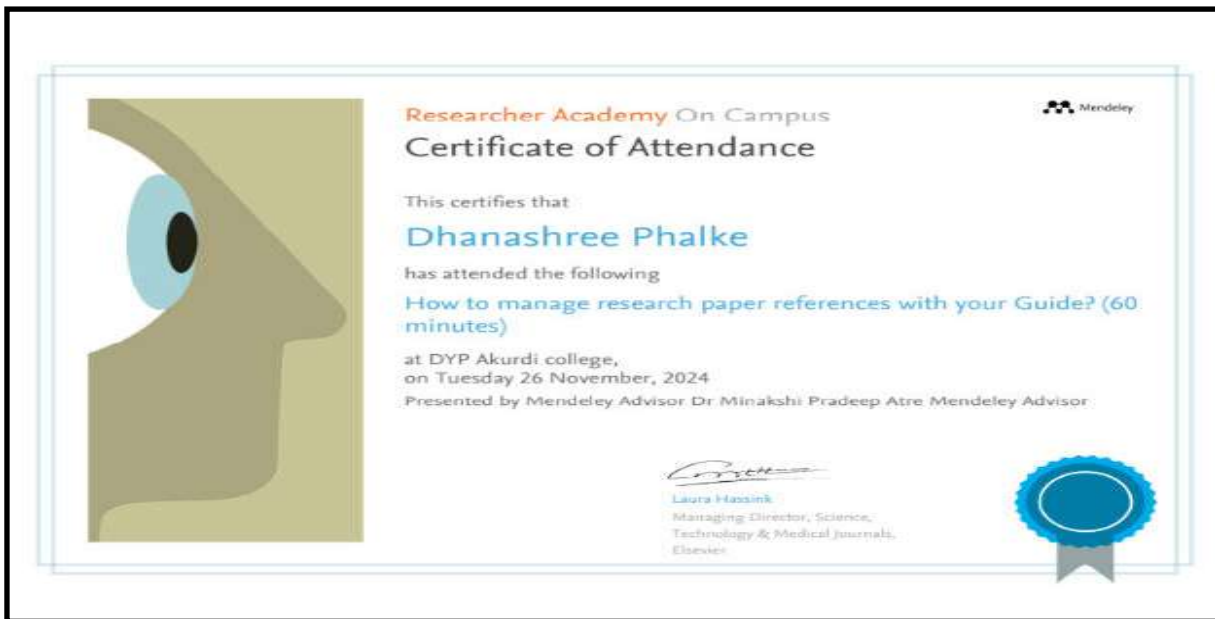 Researcher Academy On Campus
Mendeley
Certificate of Attendance
This certifies that
Dhanashree Phalke
has attended the following
How to manage research paper references with your Guide? (60
minutes)
at DYP Akurdi college,
on Tuesday 26 November, 2024
Presented by Mendeley Advisor Dr Minakshi Pradeep Atre Mendeley Advisor
Laura Hassink
Managing Director, Science,
Technology & Medical Journals,
Elsevier